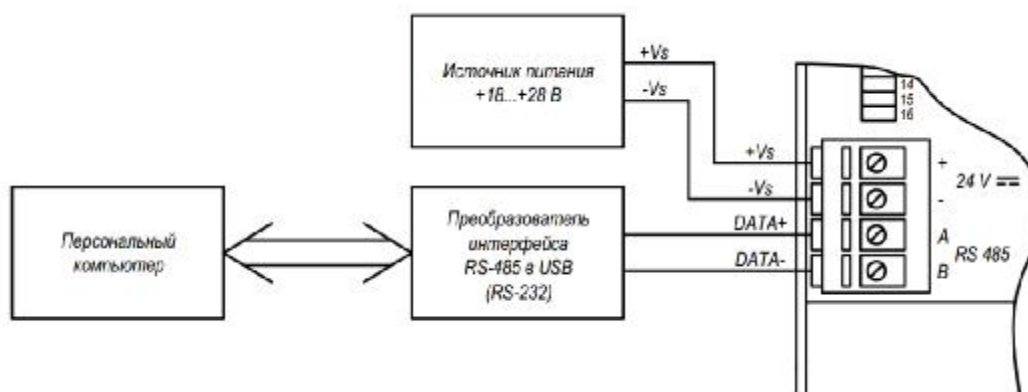 Источник питания
+18...+28 В
+Vs
-Vs
14
15
16
+Vs
+
24 V
-Vs
-
Персональный
компьютер
Преобразователь
интерфейса
RS-485 в USB
(RS-232)
DATA+
A
RS 485
DATA-
B